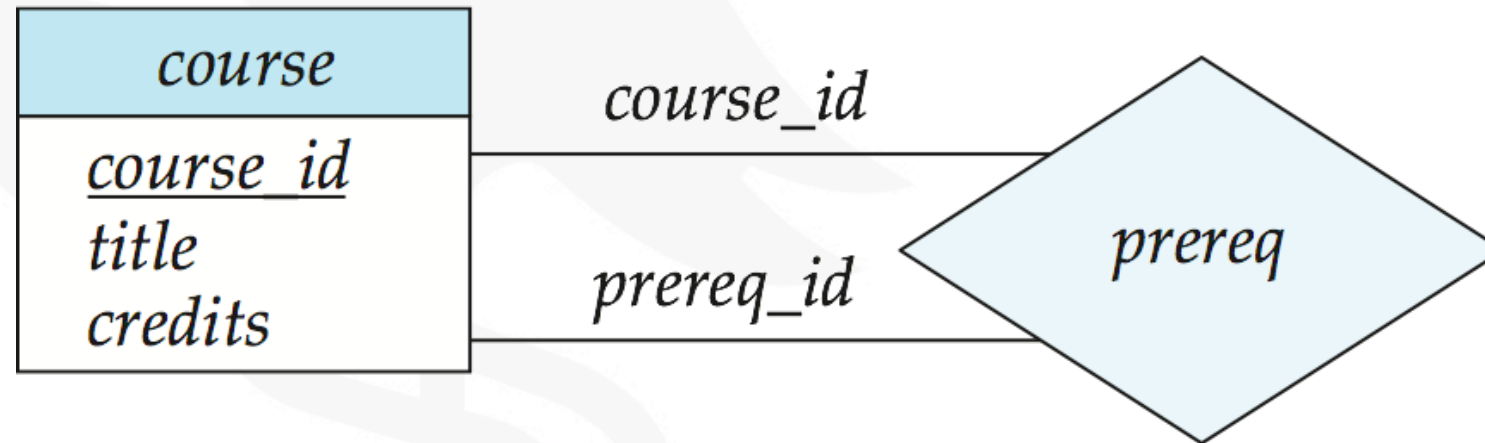 course
course_id
title
credits
course_id
prereq_id
prereq